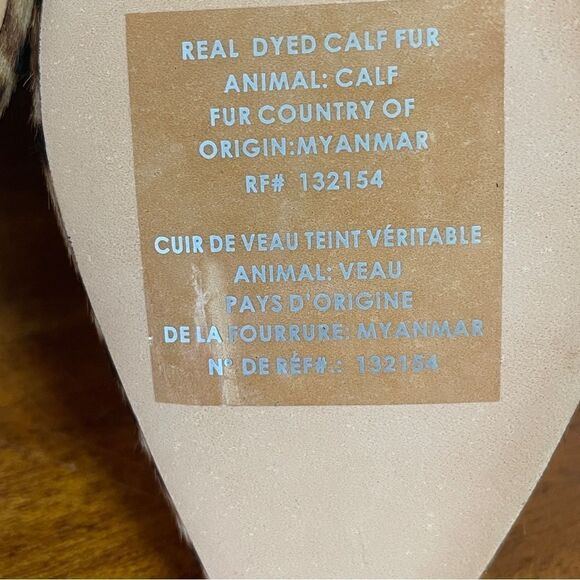 REAL DYED CALF FUR
ANIMAL: CALF
FUR COUNTRY OF
ORIGIN:MYANMAR
RF# 132154
CUIR DE VEAU TEINT VÉRITABLE
ANIMAL: VEAU
PAYS D'ORIGINE
DE LA FOURRURE: MYANMAR
N° DE RÉF#.: 132154